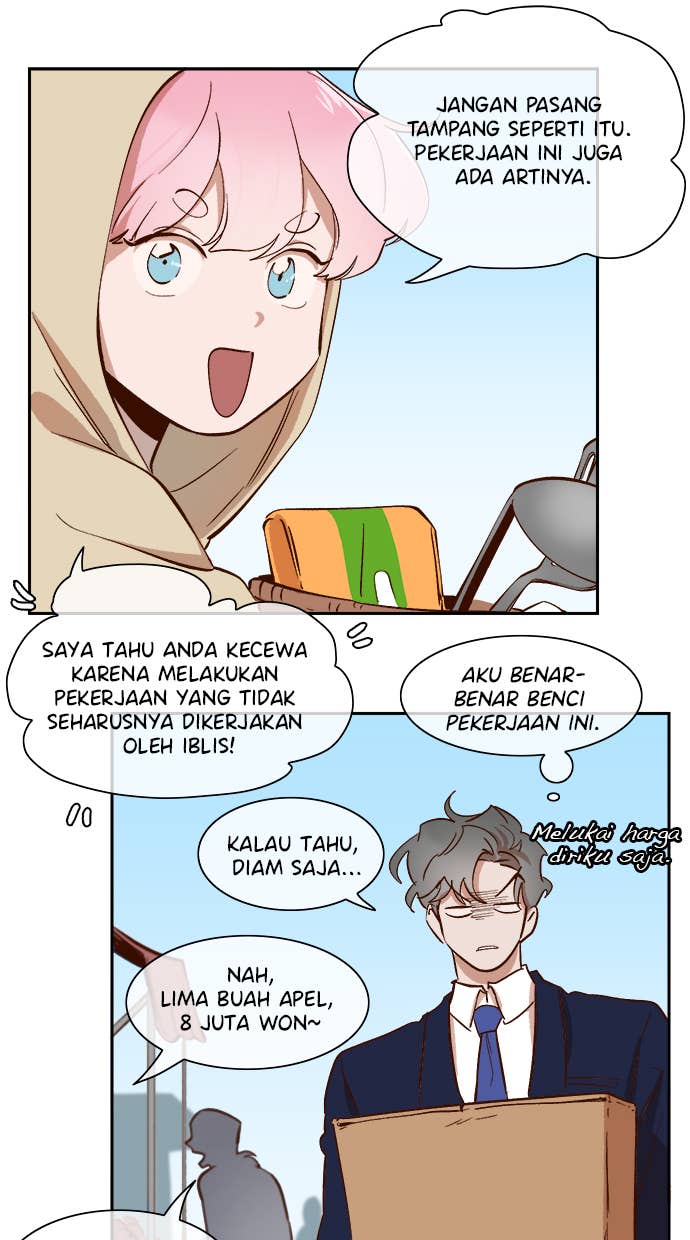 JANGAN PASANG
TAMPANG SEPERTI ITU.
PEKERJAAN INI JUGA
ADA ARTINYA.
SAYA TAHU ANDA KECEWA
KARENA MELAKUKAN
PEKERJAAN YANG TIDAK
SEHARUSNYA DIKERJAKAN
OLEH IBLIS!
AKU BENAR-
BENAR BENCI
PEKERJAAN INI.
Melukai harga
diriku saja.
KALAU TAHU,
DIAM SAJA...
NAH,
LIMA BUAH APEL,
8 JUTA WON~